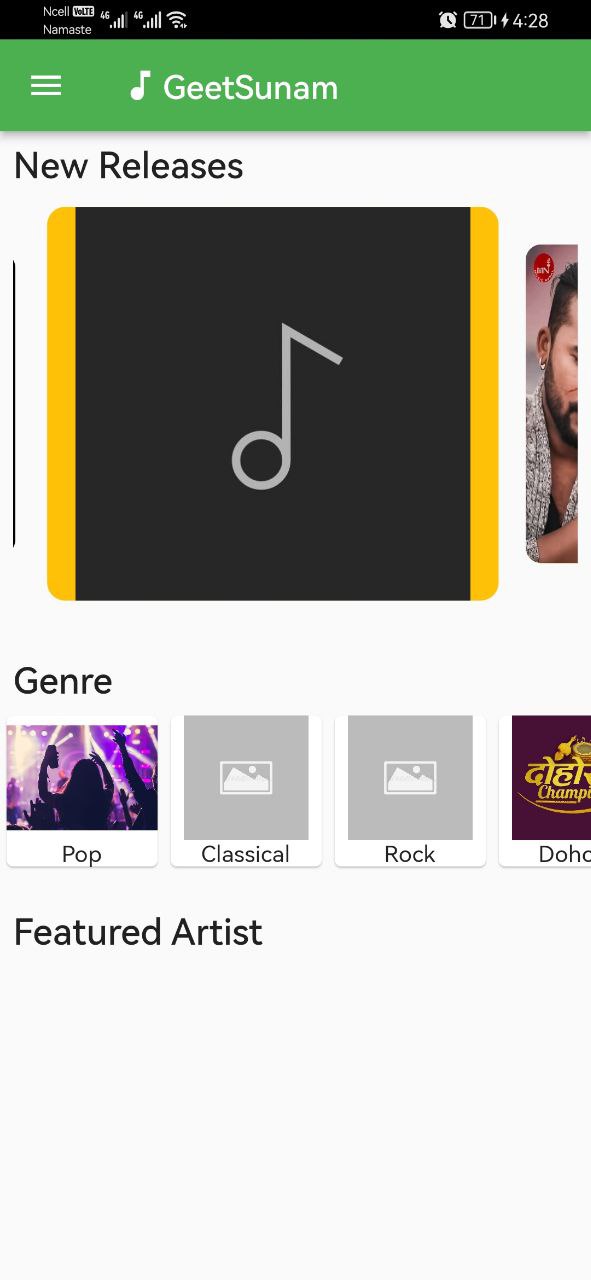 Ncell VoLTE 4G 4G 71 4:28
Namaste
GeetSunam
New Releases
Genre
Pop Classical Rock Doho
दोहो
Champi
Featured Artist